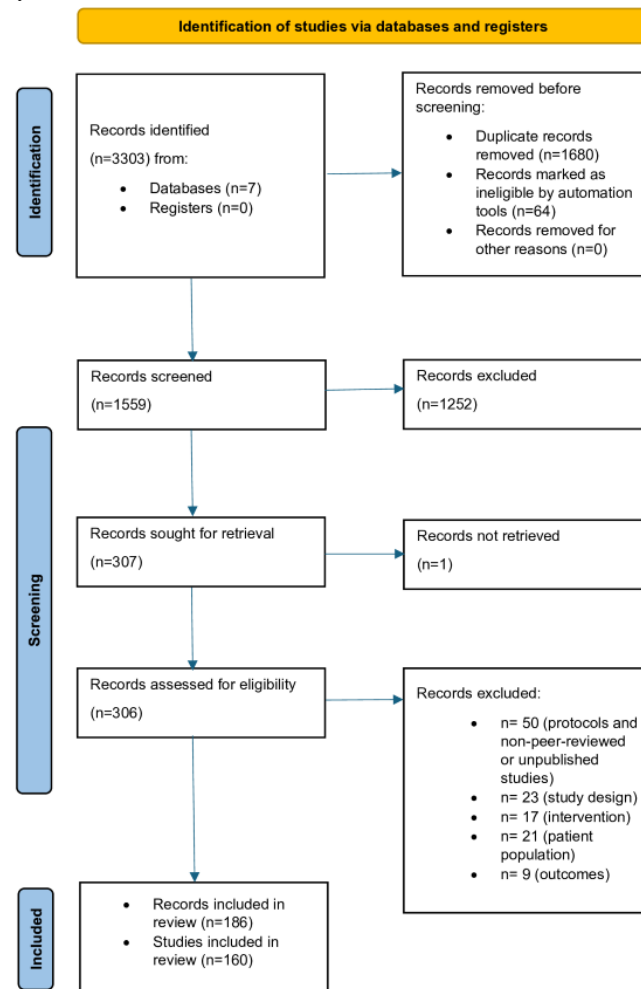 Identification of studies via databases and registers
Identification
Records identified
(n=3303) from:
• Databases (n=7)
• Registers (n=0)
Records removed before
screening:
• Duplicate records
removed (n=1680)
• Records marked as
ineligible by automation
tools (n=64)
• Records removed for
other reasons (n=0)
Screening
Records screened
(n=1559)
Records excluded
(n=1252)
Records sought for retrieval
(n=307)
Records not retrieved
(n=1)
Records assessed for eligibility
(n=306)
Records excluded:
• n= 50 (protocols and
non-peer-reviewed
or unpublished
studies)
• n= 23 (study design)
• n= 17 (intervention)
• n= 21 (patient
population)
• n= 9 (outcomes)
Included
• Records included in
review (n=186)
• Studies included in
review (n=160)